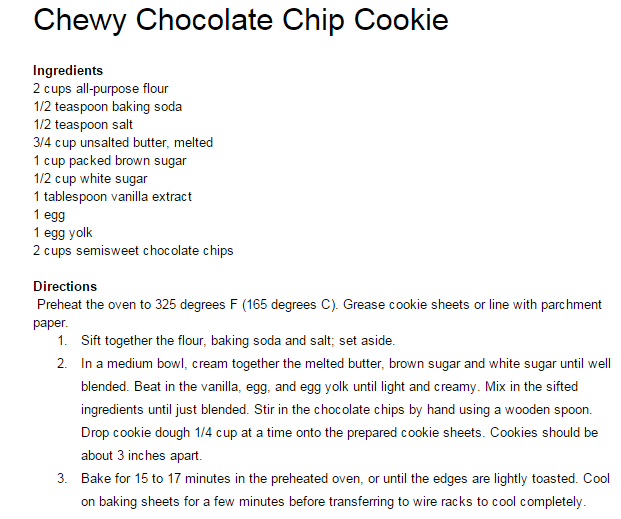 Chewy Chocolate Chip Cookie
Ingredients
2 cups all-purpose flour
1/2 teaspoon baking soda
1/2 teaspoon salt
3/4 cup unsalted butter, melted
1 cup packed brown sugar
1/2 cup white sugar
1 tablespoon vanilla extract
1 egg
1 egg yolk
2 cups semisweet chocolate chips
Directions
Preheat the oven to 325 degrees F (165 degrees C). Grease cookie sheets or line with parchment
paper.
1. Sift together the flour, baking soda and salt; set aside.
2. In a medium bowl, cream together the melted butter, brown sugar and white sugar until well
blended. Beat in the vanilla, egg, and egg yolk until light and creamy. Mix in the sifted
ingredients until just blended. Stir in the chocolate chips by hand using a wooden spoon.
Drop cookie dough 1/4 cup at a time onto the prepared cookie sheets. Cookies should be
about 3 inches apart.
3. Bake for 15 to 17 minutes in the preheated oven, or until the edges are lightly toasted. Cool
on baking sheets for a few minutes before transferring to wire racks to cool completely.